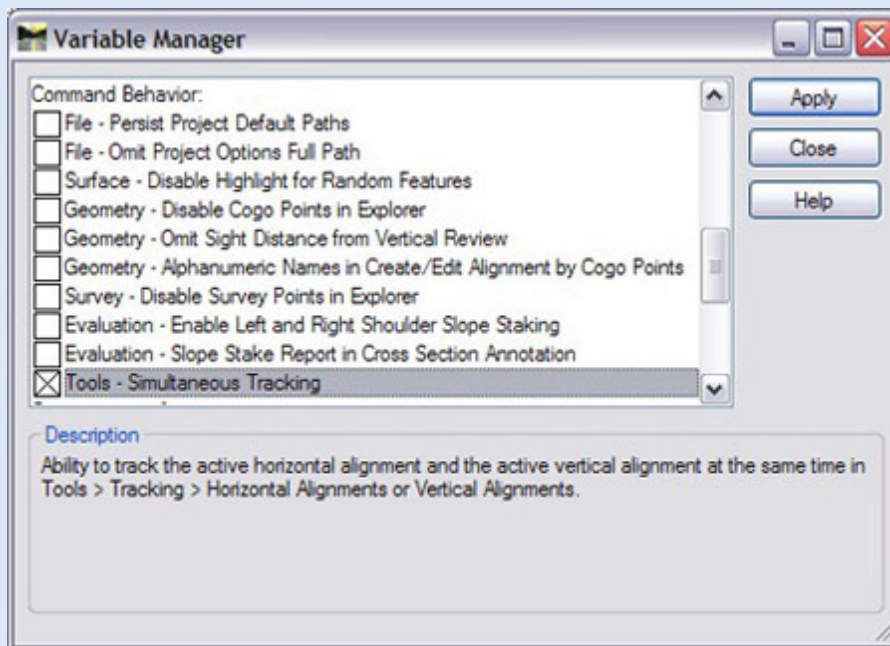 Variable Manager
Command Behavior:
File - Persist Project Default Paths
File - Omit Project Options Full Path
Surface - Disable Highlight for Random Features
Geometry - Disable Cogo Points in Explorer
Geometry - Omit Sight Distance from Vertical Review
Geometry - Alphanumeric Names in Create/Edit Alignment by Cogo Points
Survey - Disable Survey Points in Explorer
Evaluation - Enable Left and Right Shoulder Slope Staking
Evaluation - Slope Stake Report in Cross Section Annotation
Tools - Simultaneous Tracking
Apply
Close
Help
Description
Ability to track the active horizontal alignment and the active vertical alignment at the same time in
Tools > Tracking > Horizontal Alignments or Vertical Alignments.